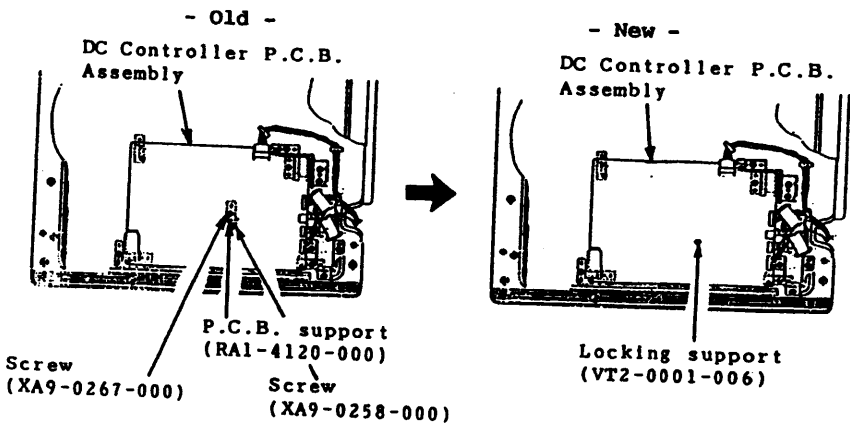 - Old -
DC Controller P.C.B.
Assembly
P.C.B. support
(RA1-4120-000)
Screw
(XA9-0267-000)
Screw
(XA9-0258-000)
- New -
DC Controller P.C.B.
Assembly
Locking support
(VT2-0001-006)